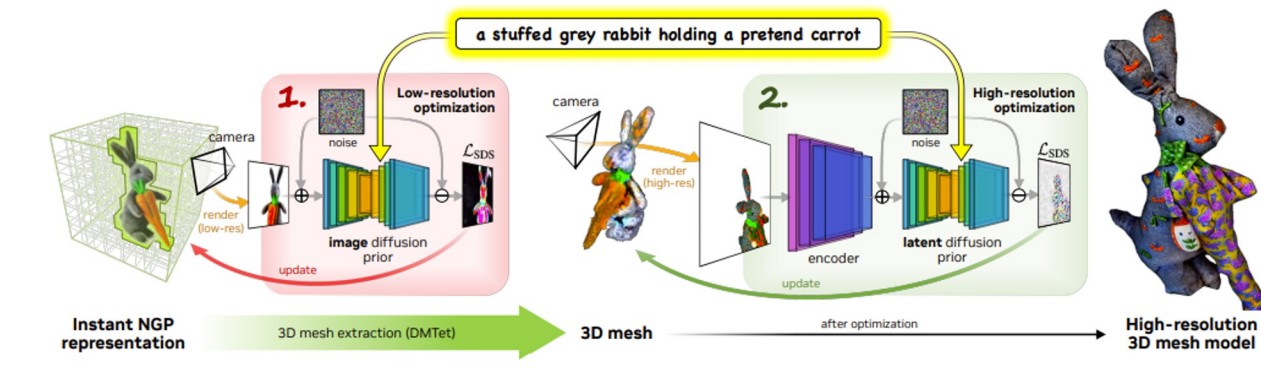 a stuffed grey rabbit holding a pretend carrot
1.
Low-resolution
optimization
camera
noise
ℒSDS
render
(low-res)
image diffusion
prior
update
camera
2.
High-resolution
optimization
noise
ℒSDS
render
(high-res)
encoder
latent diffusion
prior
update
Instant NGP
representation
3D mesh extraction (DMTet)
3D mesh
after optimization
High-resolution
3D mesh model